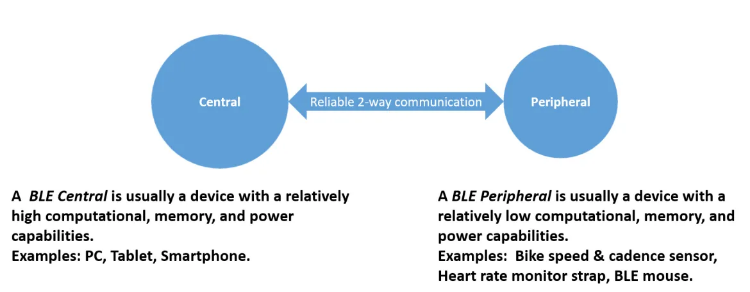 Central
Reliable 2-way communication
Peripheral
A BLE Central is usually a device with a relatively
high computational, memory, and power
capabilities.
Examples: PC, Tablet, Smartphone.
A BLE Peripheral is usually a device with a
relatively low computational, memory, and
power capabilities.
Examples: Bike speed & cadence sensor,
Heart rate monitor strap, BLE mouse.